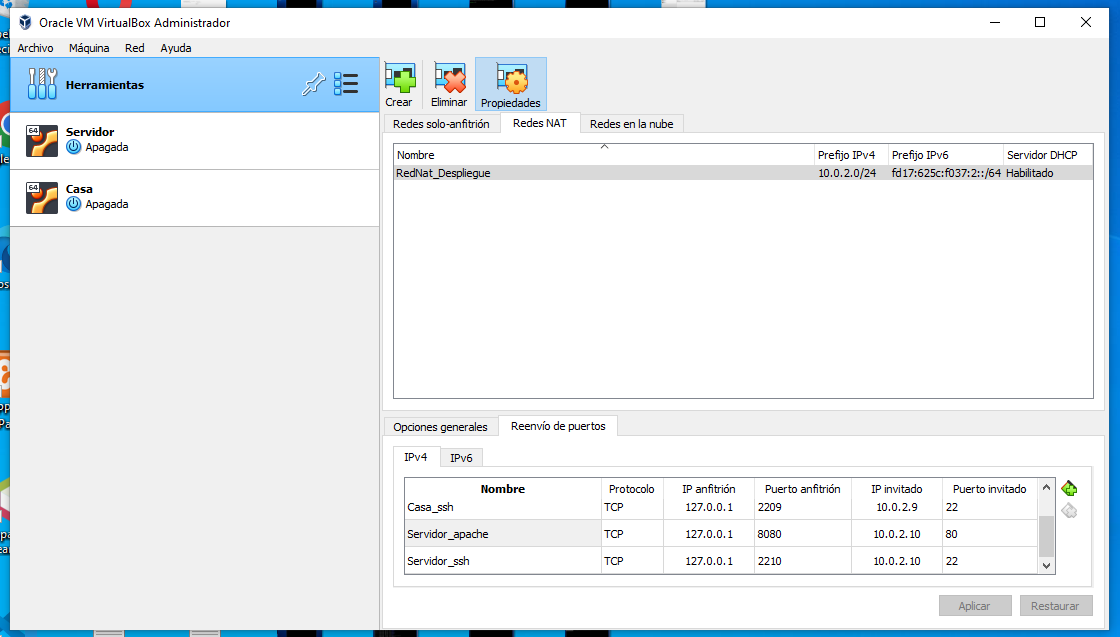 Oracle VM VirtualBox Administrador
Archivo Máquina Red Ayuda
Herramientas
64 Servidor
Apagada
64 Casa
Apagada
Crear Eliminar Propiedades
Redes solo-anfitrión Redes NAT Redes en la nube
Nombre Prefijo IPv4 Prefijo IPv6 Servidor DHCP
RedNat_Despliegue 10.0.2.0/24 fd17:625c:f037:2::/64 Habilitado
Opciones generales Reenvío de puertos
IPv4 IPv6
Nombre Protocolo IP anfitrión Puerto anfitrión IP invitado Puerto invitado
Casa_ssh TCP 127.0.0.1 2209 10.0.2.9 22
Servidor_apache TCP 127.0.0.1 8080 10.0.2.10 80
Servidor_ssh TCP 127.0.0.1 2210 10.0.2.10 22
Aplicar Restaurar